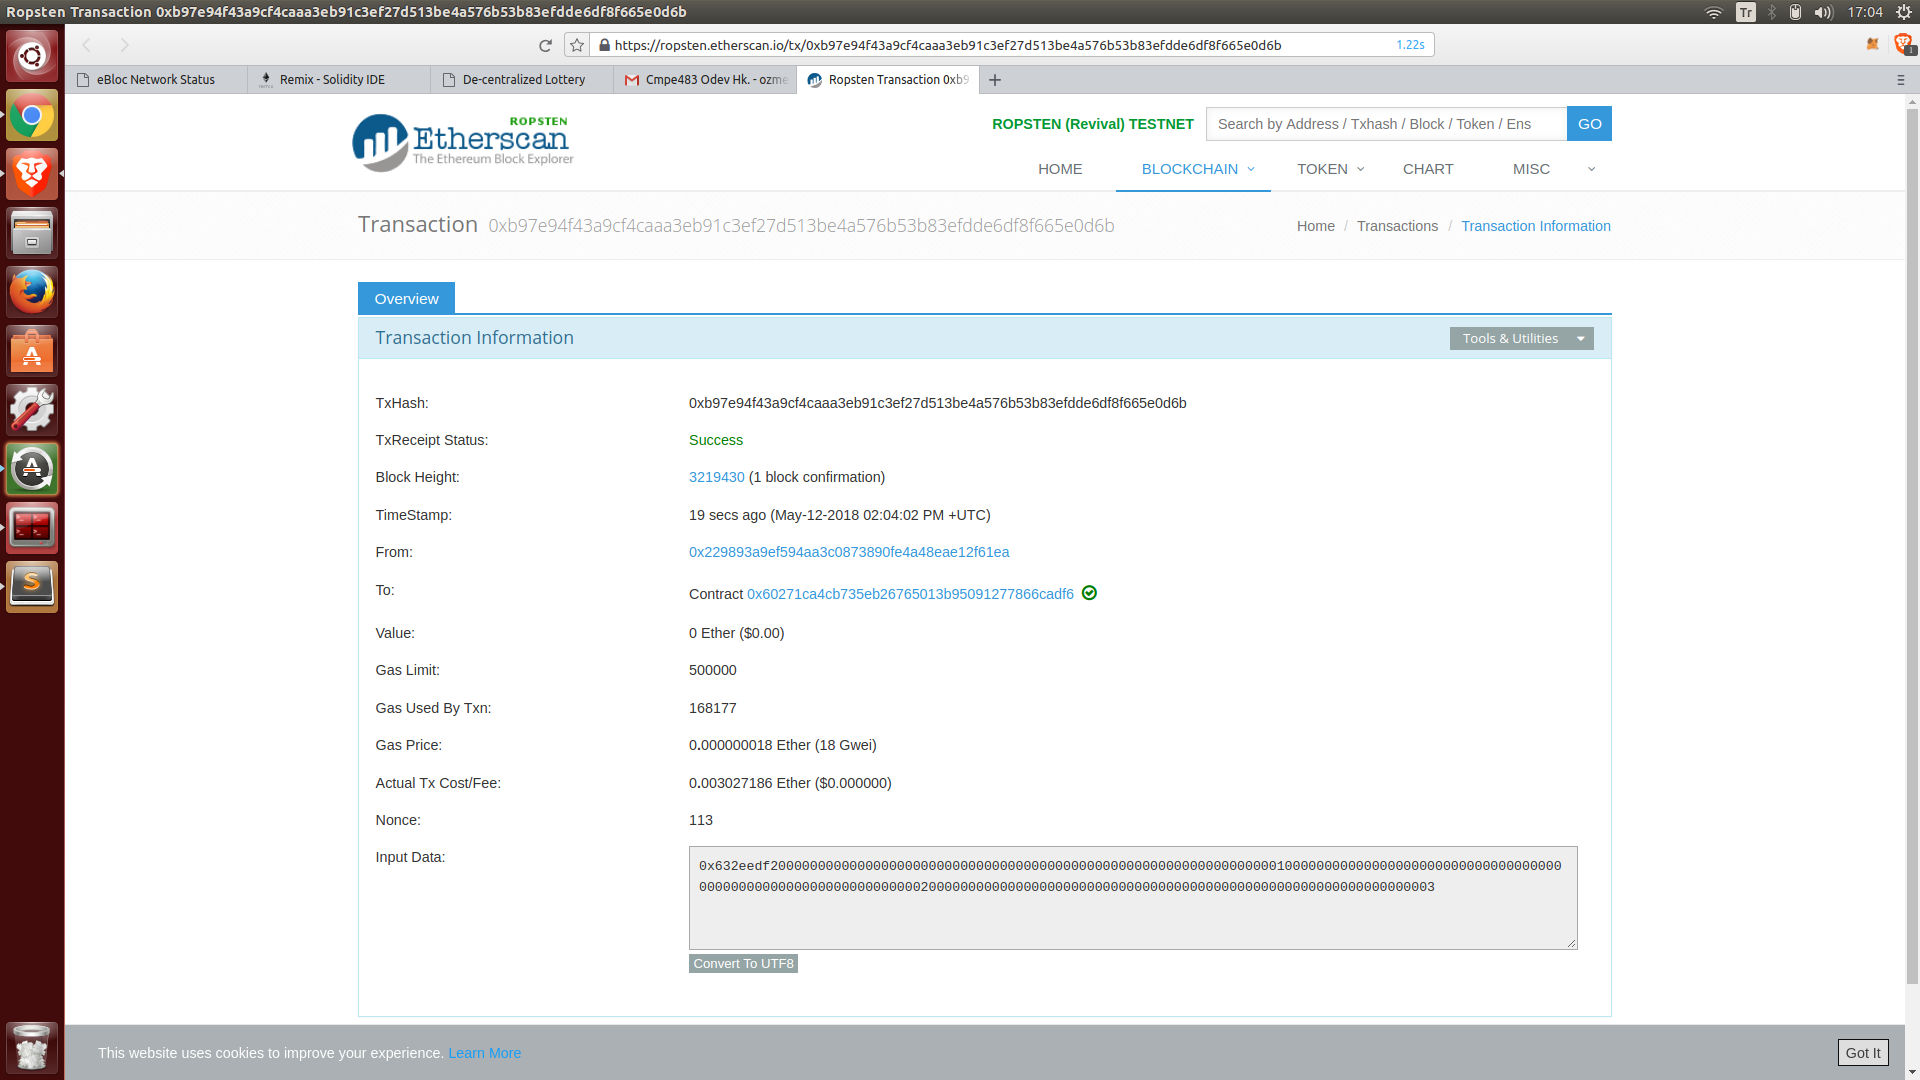 Ropsten Transaction 0xb97e94f43a9cf4caaa3eb91c3ef27d513be4a576b53b83efdde6df8f665e0d6b
Tr
17:04
https://ropsten.etherscan.io/tx/0xb97e94f43a9cf4caaa3eb91c3ef27d513be4a576b53b83efdde6df8f665e0d6b
1.22s
1
eBloc Network Status
Remix - Solidity IDE
De-centralized Lottery
Cmpe483 Odev Hk. - ozme
Ropsten Transaction 0xb9
ROPSTEN
Etherscan
The Ethereum Block Explorer
ROPSTEN (Revival) TESTNET
Search by Address / Txhash / Block / Token / Ens
GO
HOME
BLOCKCHAIN
TOKEN
CHART
MISC
Transaction 0xb97e94f43a9cf4caaa3eb91c3ef27d513be4a576b53b83efdde6df8f665e0d6b
Home / Transactions / Transaction Information
Overview
Transaction Information
Tools & Utilities
TxHash: 0xb97e94f43a9cf4caaa3eb91c3ef27d513be4a576b53b83efdde6df8f665e0d6b
TxReceipt Status: Success
Block Height: 3219430 (1 block confirmation)
TimeStamp: 19 secs ago (May-12-2018 02:04:02 PM +UTC)
From: 0x229893a9ef594aa3c0873890fe4a48eae12f61ea
To: Contract 0x60271ca4cb735eb26765013b95091277866cadf6
Value: 0 Ether ($0.00)
Gas Limit: 500000
Gas Used By Txn: 168177
Gas Price: 0.000000018 Ether (18 Gwei)
Actual Tx Cost/Fee: 0.003027186 Ether ($0.000000)
Nonce: 113
Input Data:
0x632eedf2000000000000000000000000000000000000000000000000000000000000000100000000000000000000000000000000000
00000000000000000000000000000200000000000000000000000000000000000000000000000000000000000000003
Convert To UTF8
This website uses cookies to improve your experience. Learn More
Got It